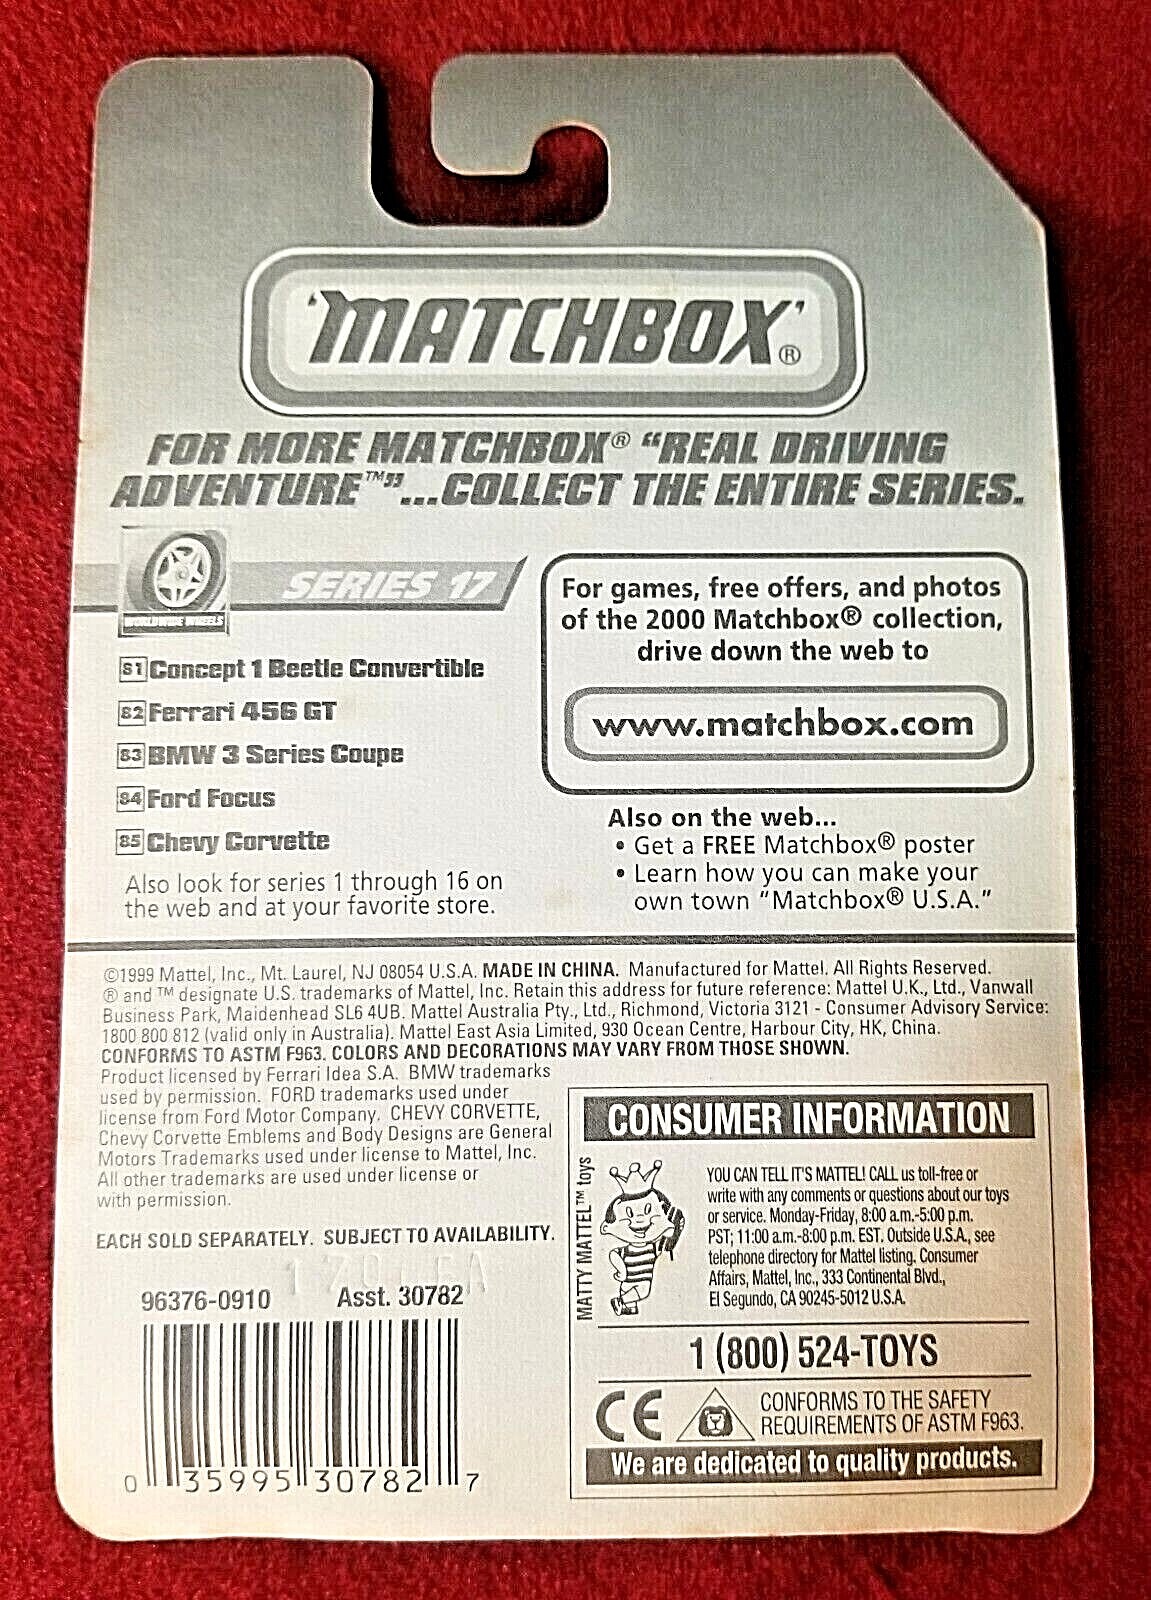 'MATCHBOX'®
FOR MORE MATCHBOX® "REAL DRIVING
ADVENTURE™"...COLLECT THE ENTIRE SERIES.
SERIES 17
WORLDWIDE WHEELS
81 Concept 1 Beetle Convertible
82 Ferrari 456 GT
83 BMW 3 Series Coupe
84 Ford Focus
85 Chevy Corvette
Also look for series 1 through 16 on
the web and at your favorite store.
For games, free offers, and photos
of the 2000 Matchbox® collection,
drive down the web to
www.matchbox.com
Also on the web...
• Get a FREE Matchbox® poster
• Learn how you can make your
own town "Matchbox® U.S.A."
©1999 Mattel, Inc., Mt. Laurel, NJ 08054 U.S.A. MADE IN CHINA. Manufactured for Mattel. All Rights Reserved.
® and ™ designate U.S. trademarks of Mattel, Inc. Retain this address for future reference: Mattel U.K., Ltd., Vanwall
Business Park, Maidenhead SL6 4UB. Mattel Australia Pty., Ltd., Richmond, Victoria 3121 - Consumer Advisory Service:
1800 800 812 (valid only in Australia). Mattel East Asia Limited, 930 Ocean Centre, Harbour City, HK, China.
CONFORMS TO ASTM F963. COLORS AND DECORATIONS MAY VARY FROM THOSE SHOWN.
Product licensed by Ferrari Idea S.A. BMW trademarks
used by permission. FORD trademarks used under
license from Ford Motor Company. CHEVY CORVETTE,
Chevy Corvette Emblems and Body Designs are General
Motors Trademarks used under license to Mattel, Inc.
All other trademarks are used under license or
with permission.
EACH SOLD SEPARATELY. SUBJECT TO AVAILABILITY.
96376-0910 Asst. 30782
0 35995 30782 7
CONSUMER INFORMATION
MATTY MATTEL™ toys
YOU CAN TELL IT'S MATTEL! CALL us toll-free or
write with any comments or questions about our toys
or service. Monday-Friday, 8:00 a.m.-5:00 p.m.
PST; 11:00 a.m.-8:00 p.m. EST. Outside U.S.A., see
telephone directory for Mattel listing. Consumer
Affairs, Mattel, Inc., 333 Continental Blvd.,
El Segundo, CA 90245-5012 U.S.A.
1 (800) 524-TOYS
CE
CONFORMS TO THE SAFETY
REQUIREMENTS OF ASTM F963.
We are dedicated to quality products.